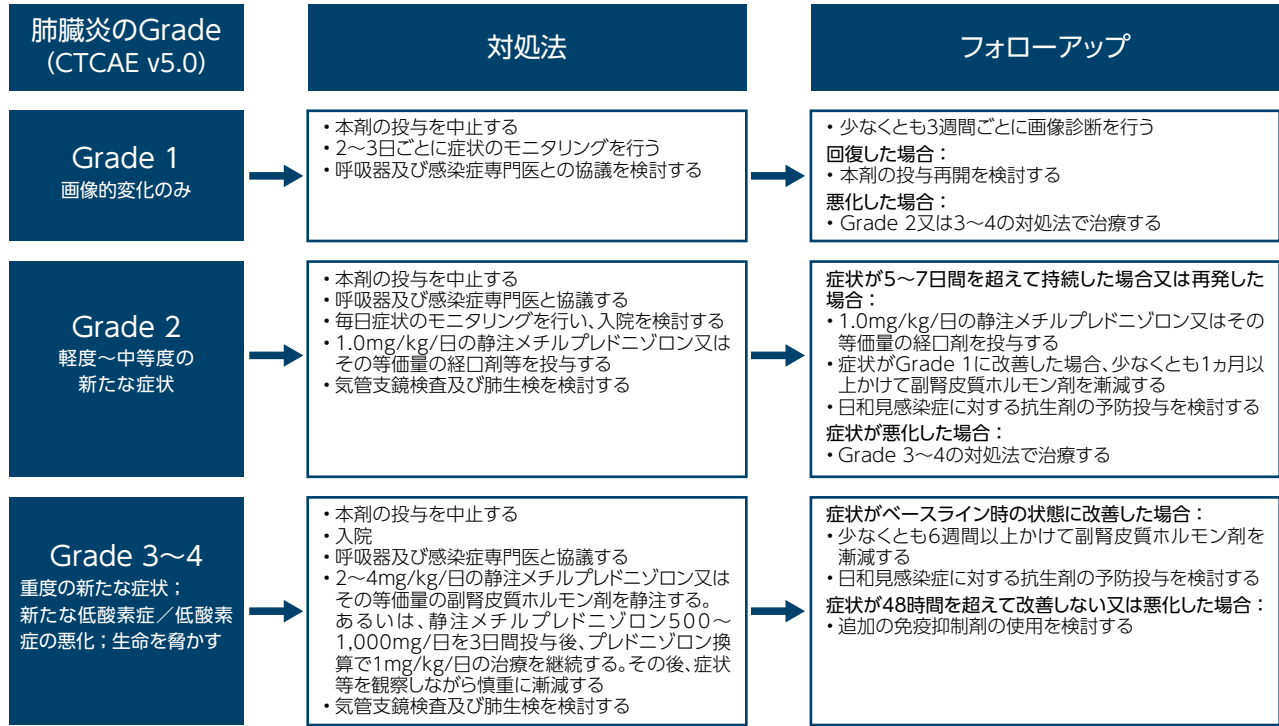 肺臓炎のGrade
(CTCAE v5.0)
対処法
フォローアップ
Grade 1
画像的変化のみ
・本剤の投与を中止する
・2～3日ごとに症状のモニタリングを行う
・呼吸器及び感染症専門医との協議を検討する
・少なくとも3週間ごとに画像診断を行う
回復した場合：
・本剤の投与再開を検討する
悪化した場合：
・Grade 2又は3～4の対処法で治療する
Grade 2
軽度～中等度の
新たな症状
・本剤の投与を中止する
・呼吸器及び感染症専門医と協議する
・毎日症状のモニタリングを行い、入院を検討する
・1.0mg/kg/日の静注メチルプレドニゾロン又は
その等価量の経口剤等を投与する
・気管支鏡検査及び肺生検を検討する
症状が5～7日間を超えて持続した場合又は再発した
場合：
・1.0mg/kg/日の静注メチルプレドニゾロン又はその
等価量の経口剤を投与する
・症状がGrade 1に改善した場合、少なくとも1ヵ月以
上かけて副腎皮質ホルモン剤を漸減する
・日和見感染症に対する抗生剤の予防投与を検討する
症状が悪化した場合：
・Grade 3～4の対処法で治療する
Grade 3～4
重度の新たな症状；
新たな低酸素症／低酸素
症の悪化；生命を脅かす
・本剤の投与を中止する
・入院
・呼吸器及び感染症専門医と協議する
・2～4mg/kg/日の静注メチルプレドニゾロン又は
その等価量の副腎皮質ホルモン剤を静注する。
あるいは、静注メチルプレドニゾロン500～
1,000mg/日を3日間投与後、プレドニゾロン換
算で1mg/kg/日の治療を継続する。その後、症状
等を観察しながら慎重に漸減する
・気管支鏡検査及び肺生検を検討する
症状がベースライン時の状態に改善した場合：
・少なくとも6週間以上かけて副腎皮質ホルモン剤を
漸減する
・日和見感染症に対する抗生剤の予防投与を検討する
症状が48時間を超えて改善しない又は悪化した場合：
・追加の免疫抑制剤の使用を検討する